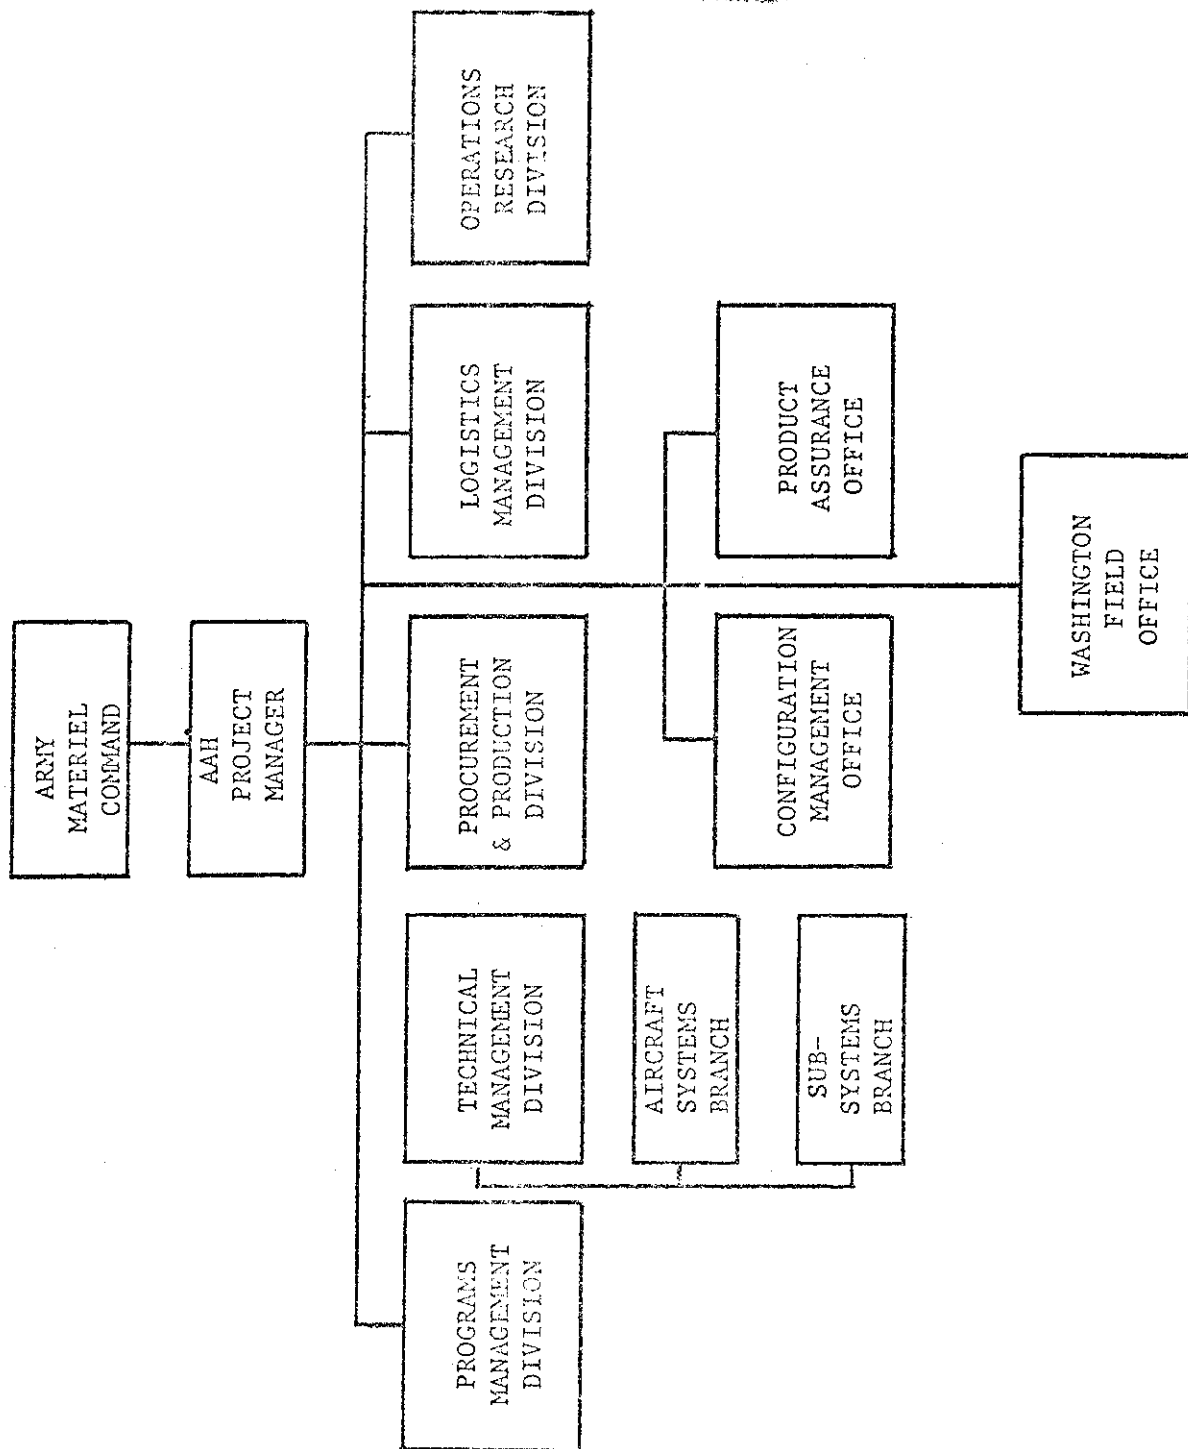 ARMY
MATERIEL
COMMAND
AAH
PROJECT
MANAGER
PROGRAMS
MANAGEMENT
DIVISION
TECHNICAL
MANAGEMENT
DIVISION
PROCUREMENT
& PRODUCTION
DIVISION
LOGISTICS
MANAGEMENT
DIVISION
OPERATIONS
RESEARCH
DIVISION
AIRCRAFT
SYSTEMS
BRANCH
SUB-
SYSTEMS
BRANCH
CONFIGURATION
MANAGEMENT
OFFICE
PRODUCT
ASSURANCE
OFFICE
WASHINGTON
FIELD
OFFICE